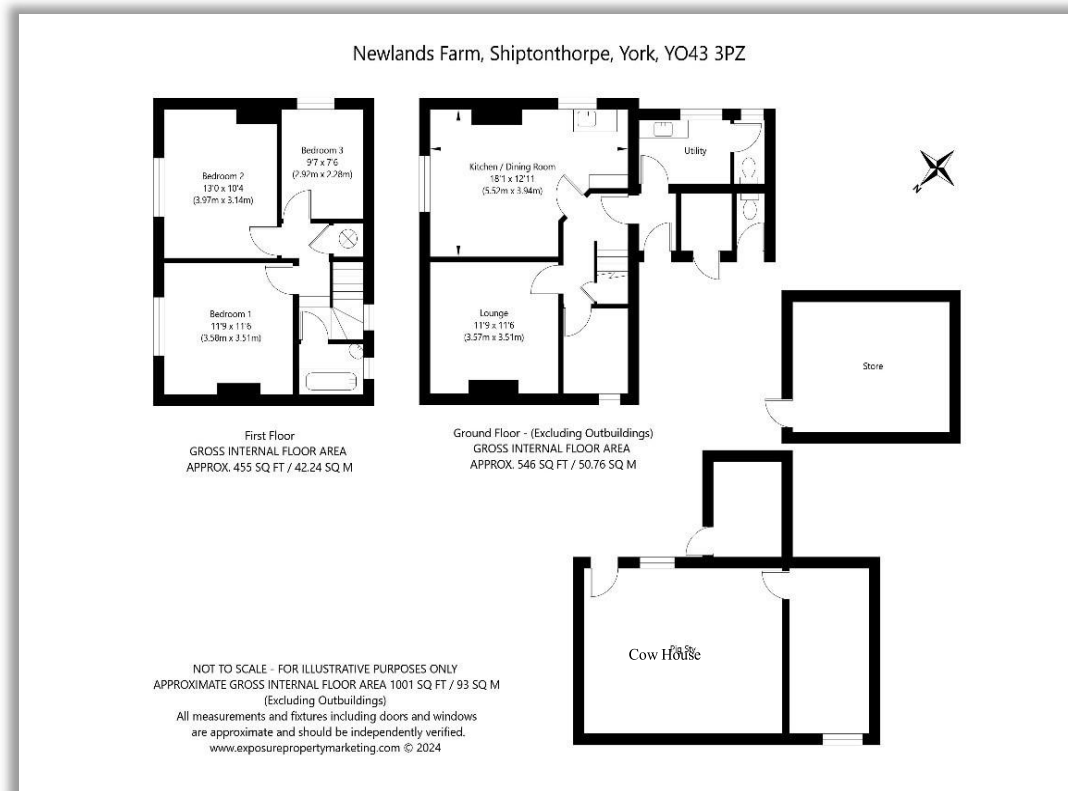 Newlands Farm, Shiptonthorpe, York, YO43 3PZ
Bedroom 2
13'0 x 10'4
(3.97m x 3.14m)
Bedroom 3
9'7 x 7'6
(2.92m x 2.28m)
Bedroom 1
11'9 x 11'6
(3.58m x 3.51m)
Kitchen / Dining Room
18'1 x 12'11
(5.52m x 3.94m)
Utility
Lounge
11'9 x 11'6
(3.57m x 3.51m)
N
Store
First Floor
GROSS INTERNAL FLOOR AREA
APPROX. 455 SQ FT / 42.24 SQ M
Ground Floor - (Excluding Outbuildings)
GROSS INTERNAL FLOOR AREA
APPROX. 546 SQ FT / 50.76 SQ M
Pig Sty
Cow House
NOT TO SCALE - FOR ILLUSTRATIVE PURPOSES ONLY
APPROXIMATE GROSS INTERNAL FLOOR AREA 1001 SQ FT / 93 SQ M
(Excluding Outbuildings)
All measurements and fixtures including doors and windows
are approximate and should be independently verified.
www.exposurepropertymarketing.com © 2024